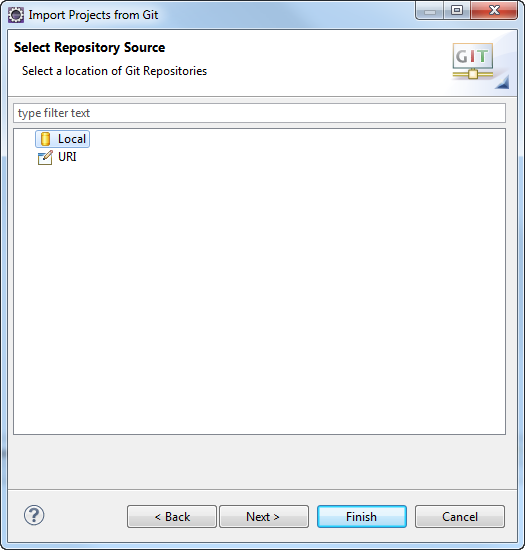 Import Projects from Git
Select Repository Source
Select a location of Git Repositories
GIT
type filter text
Local
URI
?
< Back
Next >
Finish
Cancel